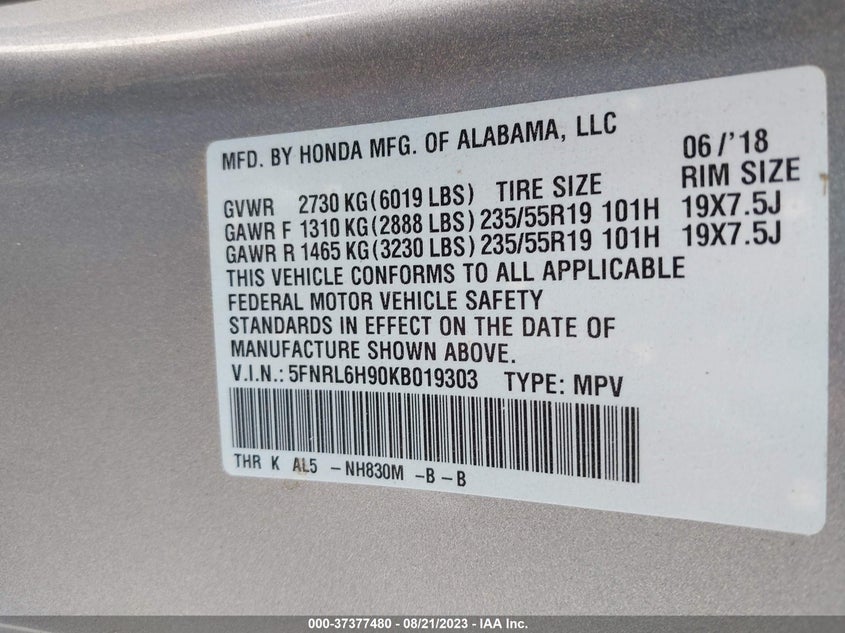 MFD. BY HONDA MFG. OF ALABAMA, LLC 06/'18
GVWR 2730 KG(6019 LBS) TIRE SIZE RIM SIZE
GAWR F 1310 KG(2888 LBS) 235/55R19 101H 19X7.5J
GAWR R 1465 KG(3230 LBS) 235/55R19 101H 19X7.5J
THIS VEHICLE CONFORMS TO ALL APPLICABLE
FEDERAL MOTOR VEHICLE SAFETY
STANDARDS IN EFFECT ON THE DATE OF
MANUFACTURE SHOWN ABOVE.
V.I.N.: 5FNRL6H90KB019303 TYPE: MPV
THR K AL5 - NH830M - B - B
000-37377480 - 08/21/2023 - Copyright © 2023 IAA, Inc.